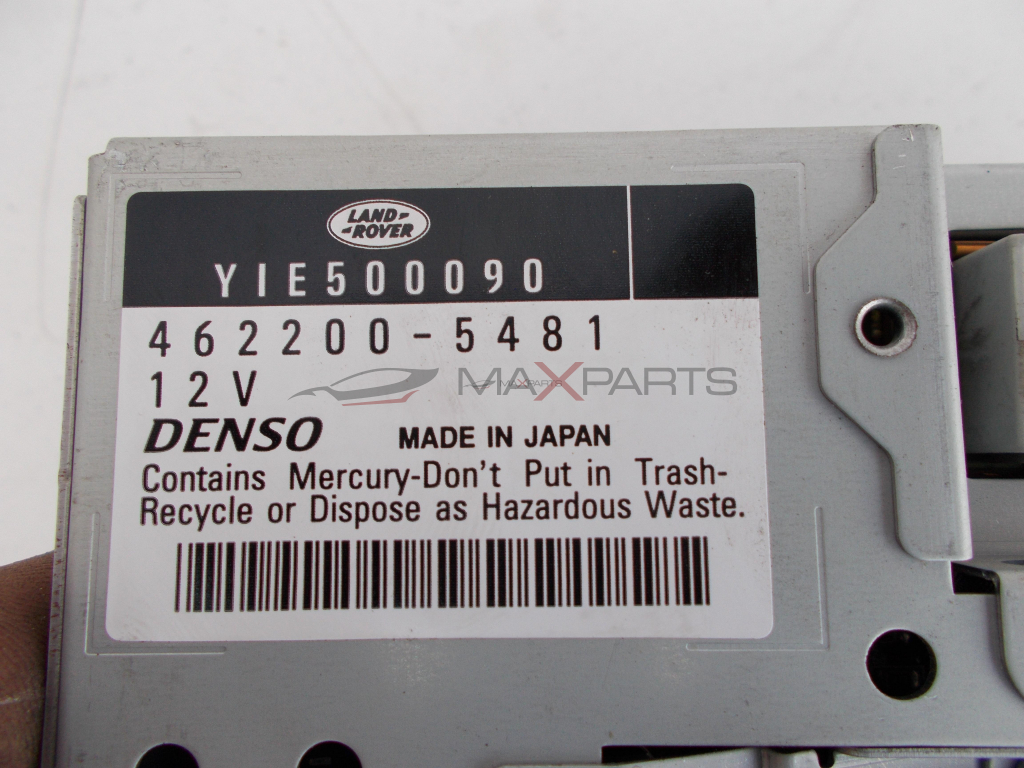 LAND-
-ROVER
YIE500090
462200-5481
12V
MAXPARTS
MAXPARTS
DENSO MADE IN JAPAN
Contains Mercury-Don't Put in Trash-
Recycle or Dispose as Hazardous Waste.